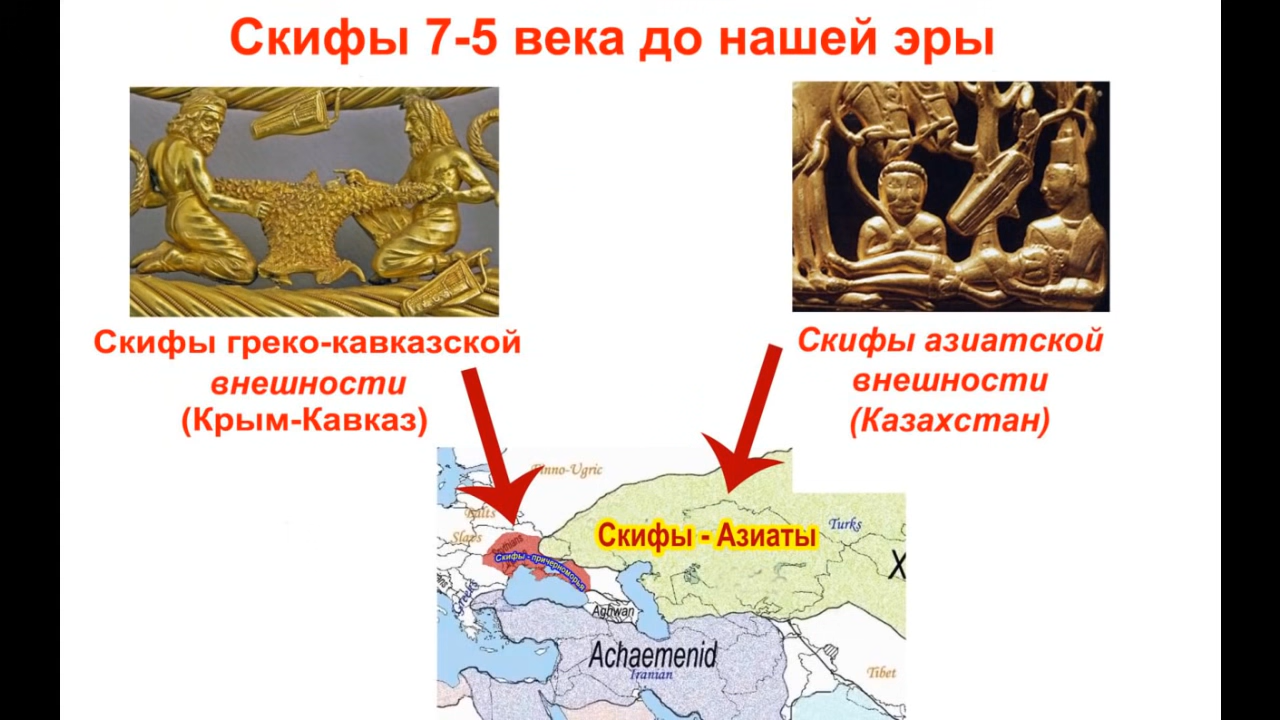 Скифы 7-5 века до нашей эры
Скифы греко-кавказской
внешности
(Крым-Кавказ)
Скифы азиатской
внешности
(Казахстан)
Finno-Ugric
Balts
Slavs
Скифы - Азиаты
Turks
Скифы - причерноморья
Greeks
Aghwan
Achaemenid
Iranian
Tibet